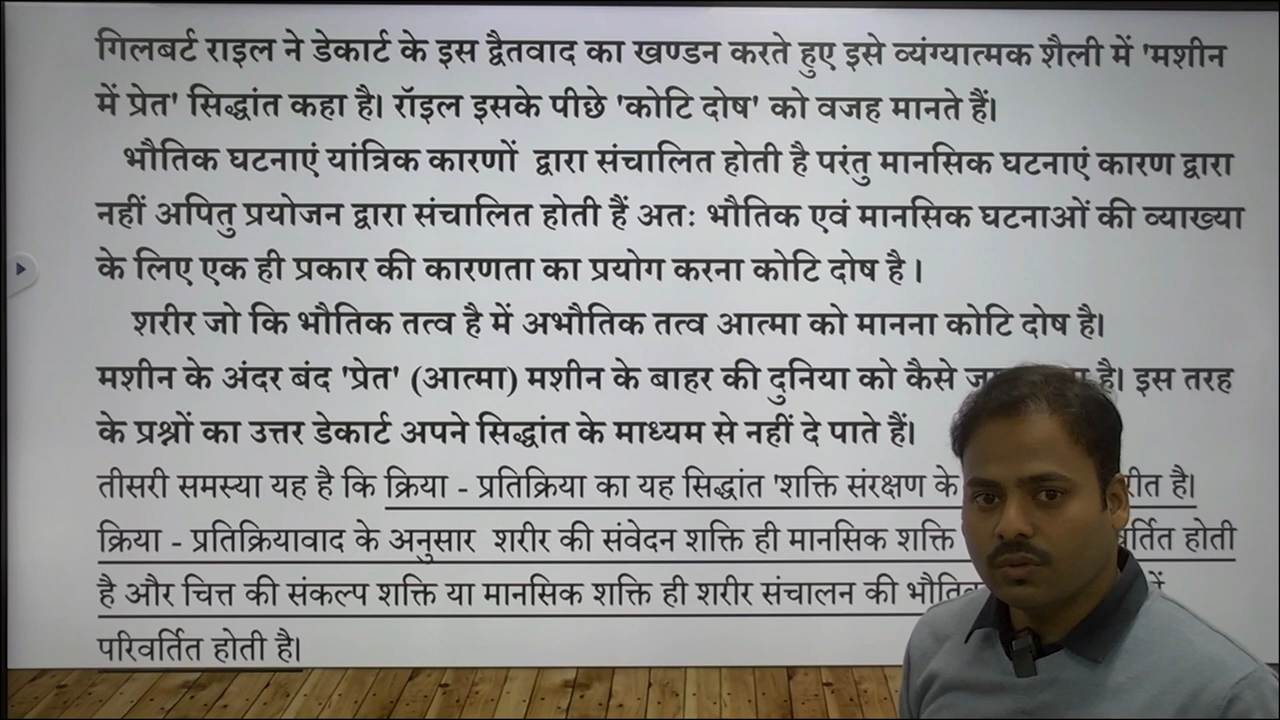 गिलबर्ट राइल ने डेकार्ट के इस द्वैतवाद का खण्डन करते हुए इसे व्यंग्यात्मक शैली में 'मशीन
में प्रेत' सिद्धांत कहा है। रॉइल इसके पीछे 'कोटि दोष' को वजह मानते हैं।
भौतिक घटनाएं यांत्रिक कारणों द्वारा संचालित होती है परंतु मानसिक घटनाएं कारण द्वारा
नहीं अपितु प्रयोजन द्वारा संचालित होती हैं अतः भौतिक एवं मानसिक घटनाओं की व्याख्या
के लिए एक ही प्रकार की कारणता का प्रयोग करना कोटि दोष है ।
शरीर जो कि भौतिक तत्व है में अभौतिक तत्व आत्मा को मानना कोटि दोष है।
मशीन के अंदर बंद 'प्रेत' (आत्मा) मशीन के बाहर की दुनिया को कैसे है। इस तरह
के प्रश्नों का उत्तर डेकार्ट अपने सिद्धांत के माध्यम से नहीं दे पाते हैं।
तीसरी समस्या यह है कि क्रिया - प्रतिक्रिया का यह सिद्धांत 'शक्ति संरक्षण के है।
क्रिया - प्रतिक्रियावाद के अनुसार शरीर की संवेदन शक्ति ही मानसिक शक्ति होती
है और चित्त की संकल्प शक्ति या मानसिक शक्ति ही शरीर संचालन की
परिवर्तित होती है।